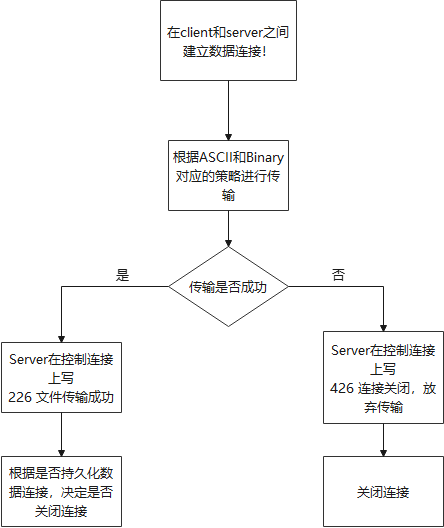 在client和server之间
建立数据连接!
根据ASCII和Binary
对应的策略进行传
输
传输是否成功
是
否
Server在控制连接
上写
226 文件传输成功
Server在控制连接
上写
426 连接关闭，放
弃传输
根据是否持久化数
据连接，决定是否
关闭连接
关闭连接